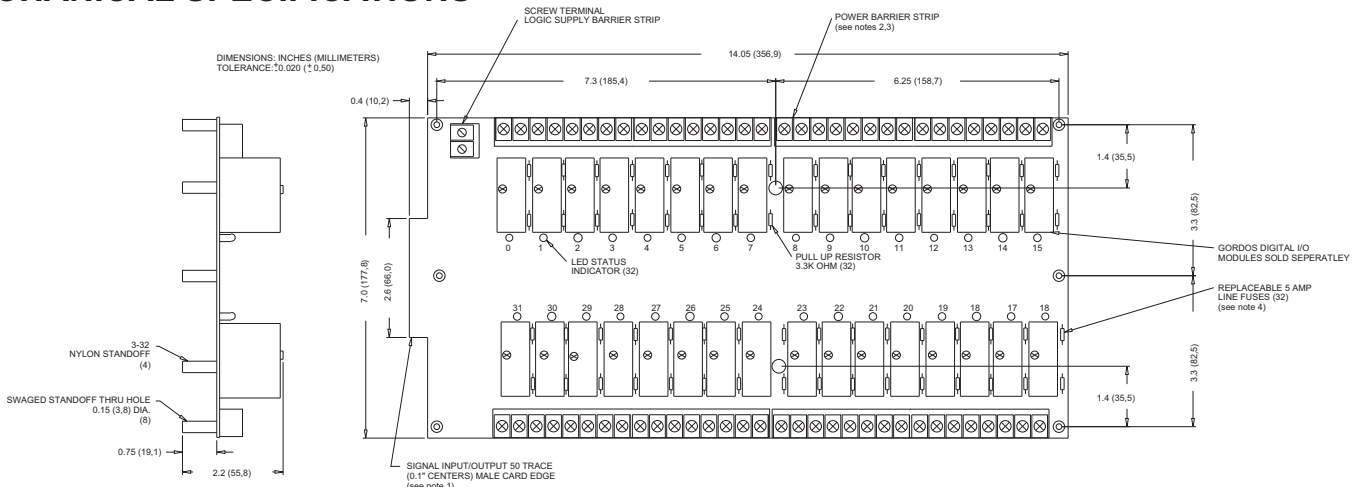 SCREW TERMINAL
LOGIC SUPPLY BARRIER STRIP
POWER BARRIER STRIP
(see notes 2,3)
DIMENSIONS: INCHES (MILLIMETERS)
TOLERANCE:±0.020 (± 0,50)
14.05 (356,9)
7.3 (185,4)
6.25 (158,7)
0.4 (10,2)
1.4 (35,5)
3.3 (82,5)
0 1 2 3 4 5 6 7 8 9 10 11 12 13 14 15
LED STATUS
INDICATOR (32)
PULL UP RESISTOR
3.3K OHM (32)
GORDOS DIGITAL I/O
MODULES SOLD SEPERATLEY
7.0 (177,8)
2.6 (66,0)
REPLACEABLE 5 AMP
LINE FUSES (32)
(see note 4)
31 30 29 28 27 26 25 24 23 22 21 20 19 18 17 18
3-32
NYLON STANDOFF
(4)
3.3 (82,5)
1.4 (35,5)
SWAGED STANDOFF THRU HOLE
0.15 (3,8) DIA.
(8)
0.75 (19,1)
2.2 (55,8)
SIGNAL INPUT/OUTPUT 50 TRACE
(0.1" CENTERS) MALE CARD EDGE
(see note 1)